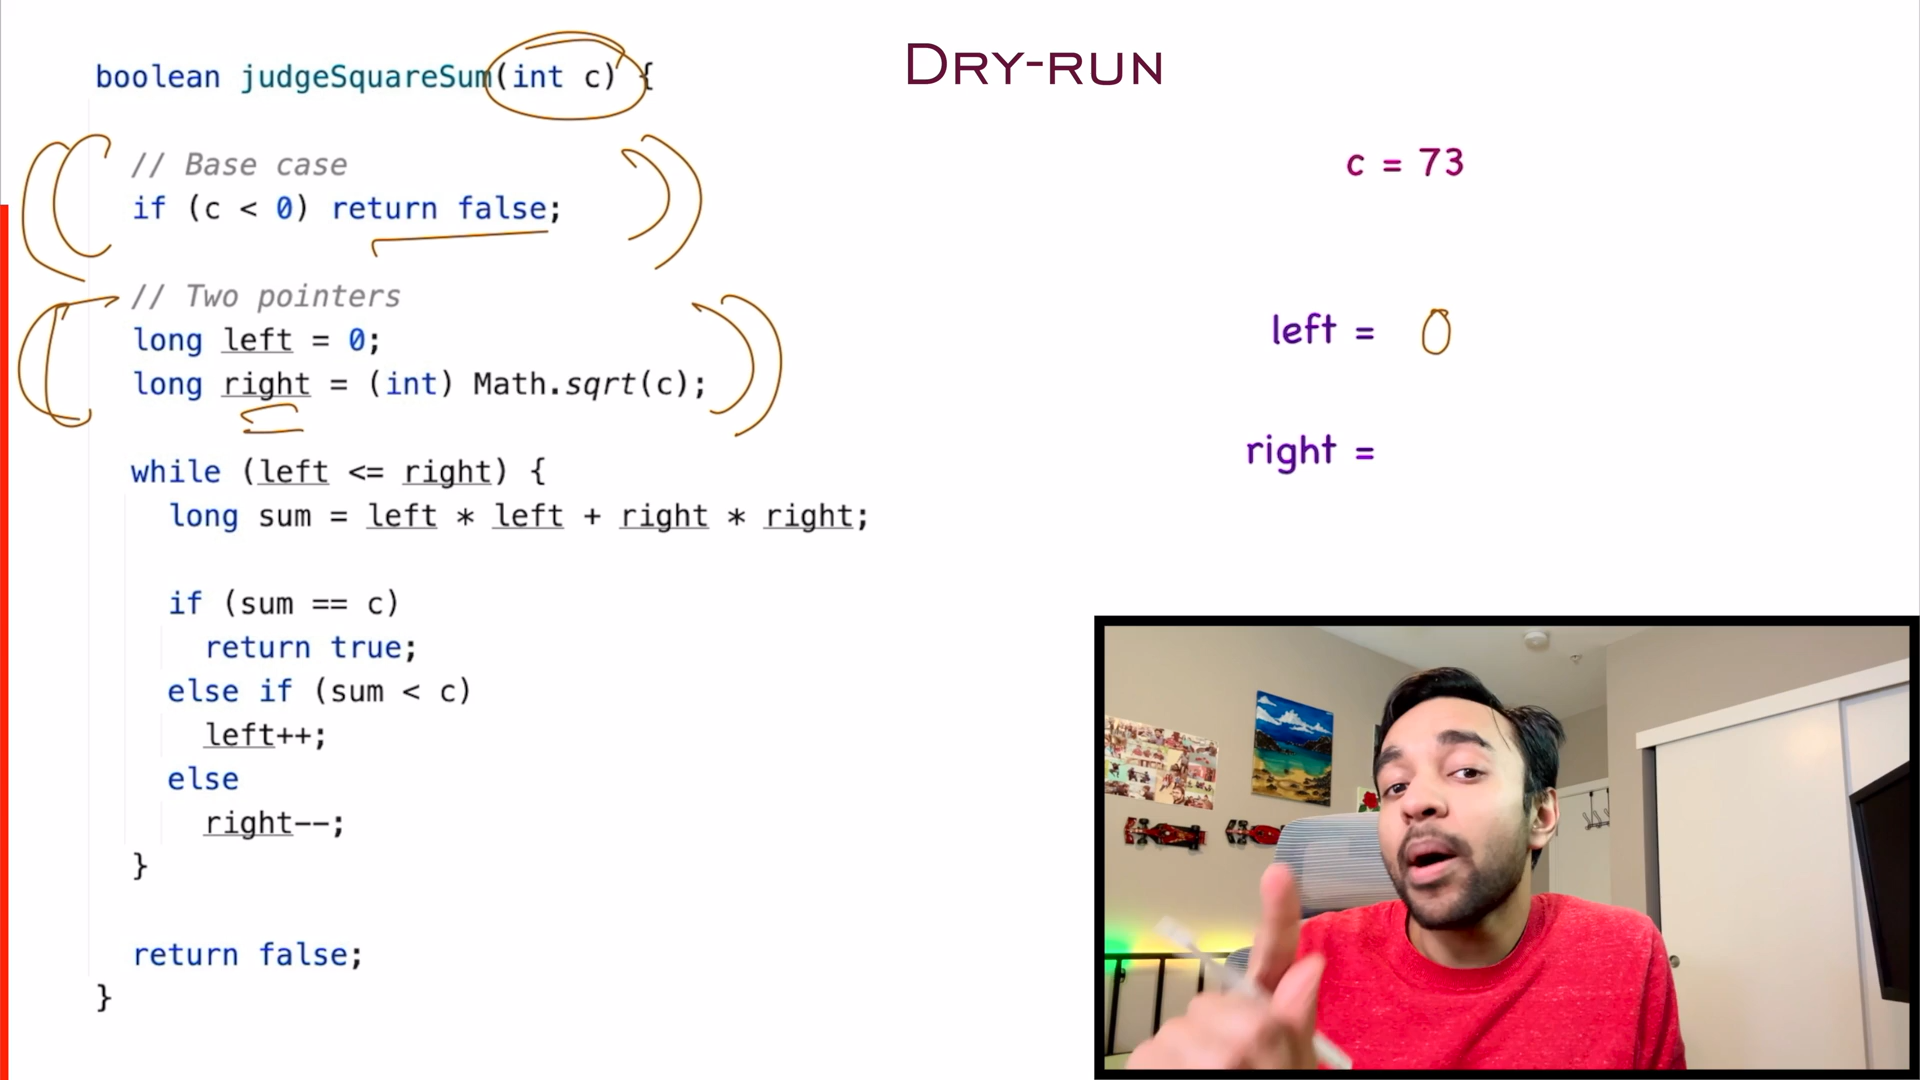 boolean judgeSquareSum(int c) {
// Base case
if (c < 0) return false;
// Two pointers
long left = 0;
long right = (int) Math.sqrt(c);
while (left <= right) {
long sum = left * left + right * right;
if (sum == c)
return true;
else if (sum < c)
left++;
else
right--;
}
return false;
}
DRY-RUN
c = 73
left = 0
right =